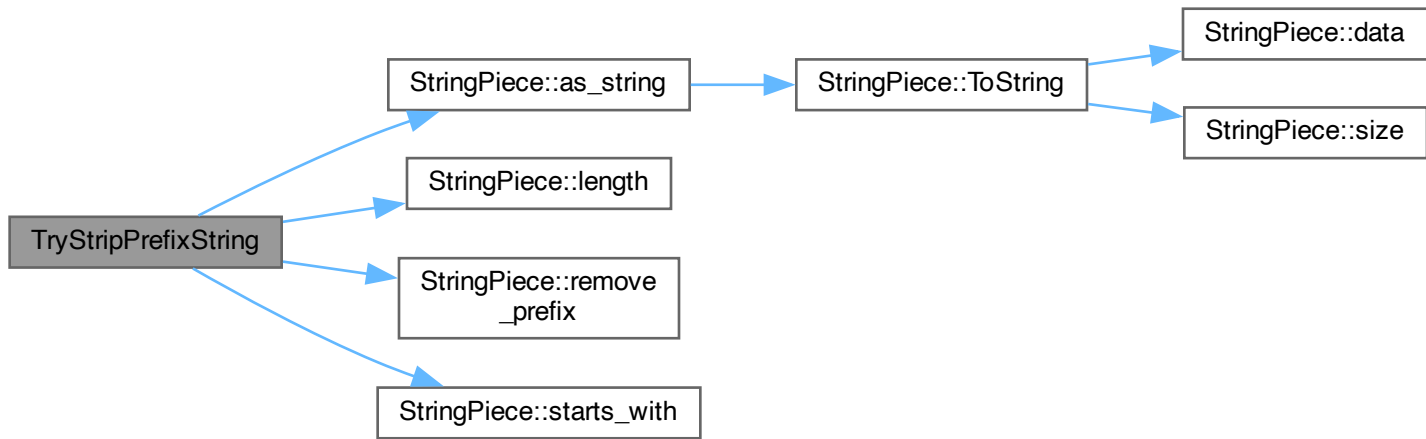 TryStripPrefixString
StringPiece::as_string
StringPiece::length
StringPiece::remove
_prefix
StringPiece::starts_with
StringPiece::ToString
StringPiece::data
StringPiece::size